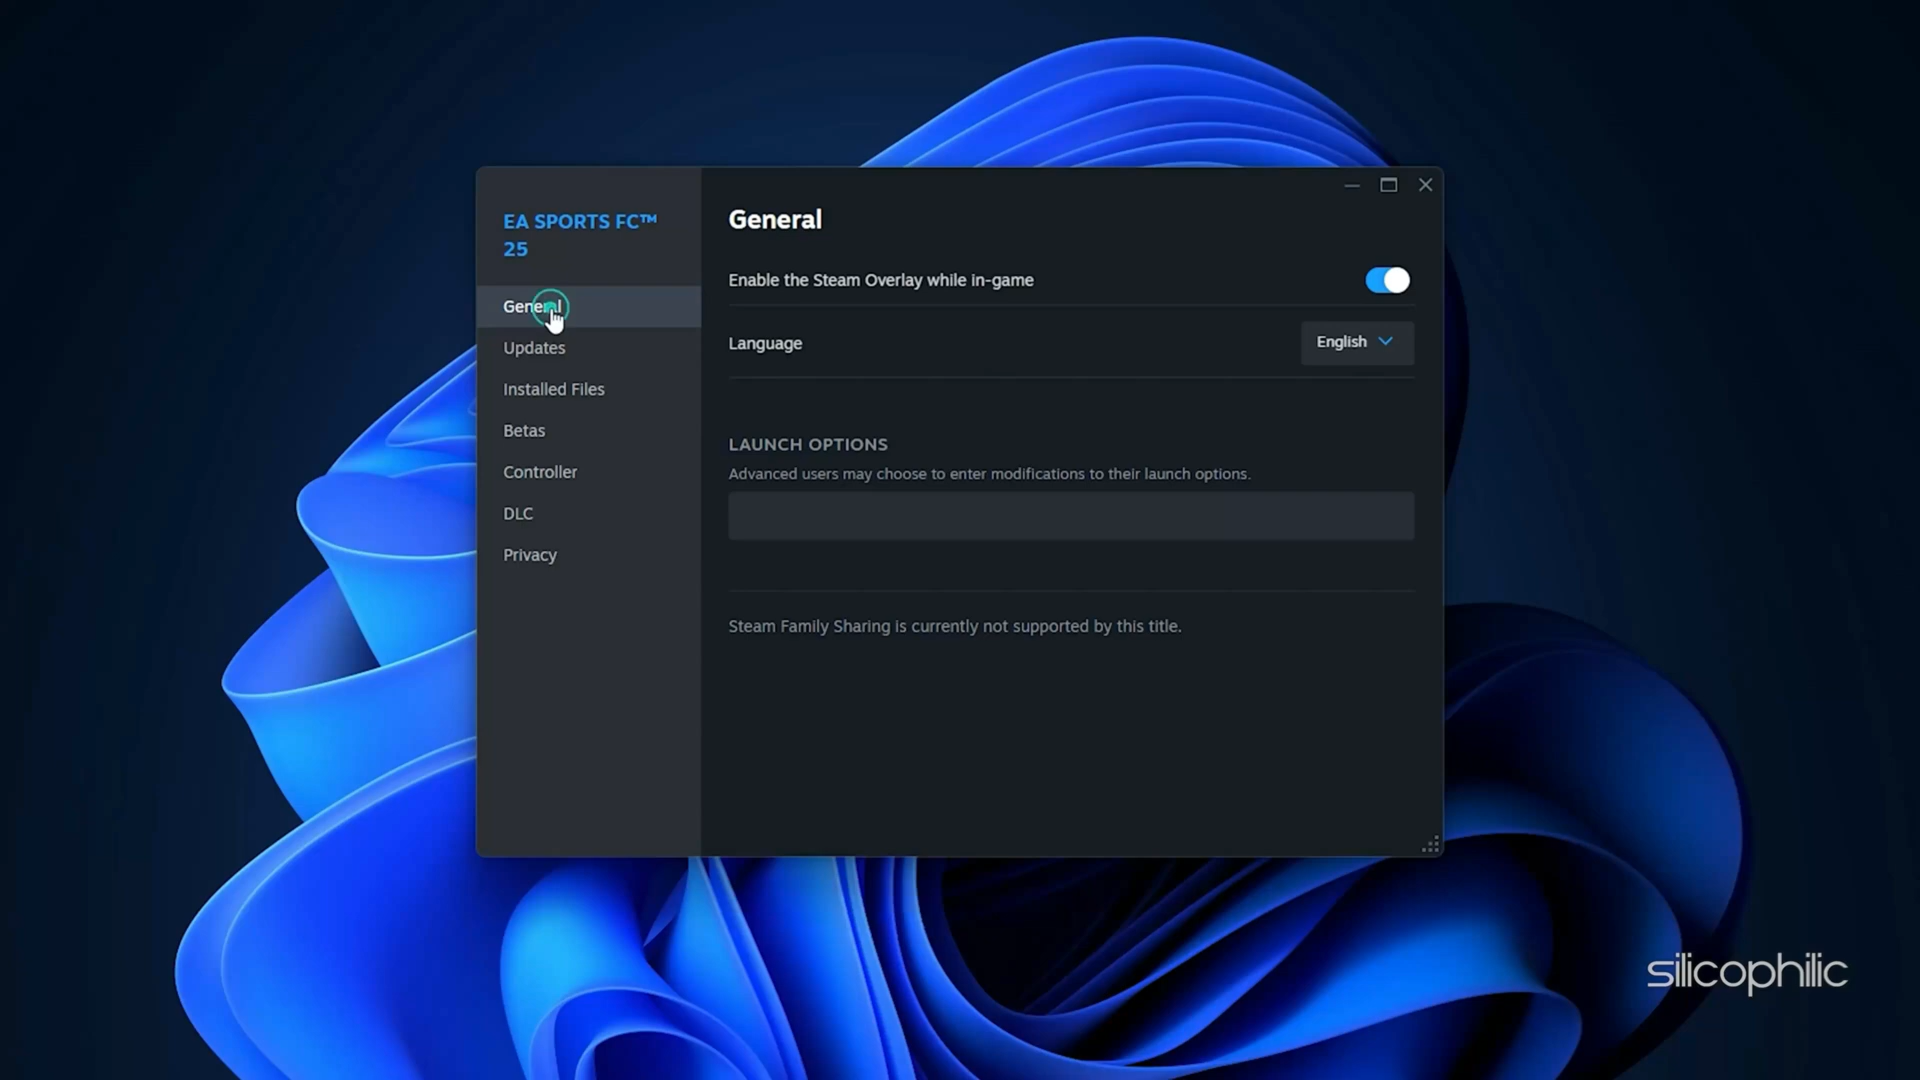 EA SPORTS FC™
25
General
Updates
Installed Files
Betas
Controller
DLC
Privacy
General
Enable the Steam Overlay while in-game
Language
English
LAUNCH OPTIONS
Advanced users may choose to enter modifications to their launch options.
Steam Family Sharing is currently not supported by this title.
silicophilic